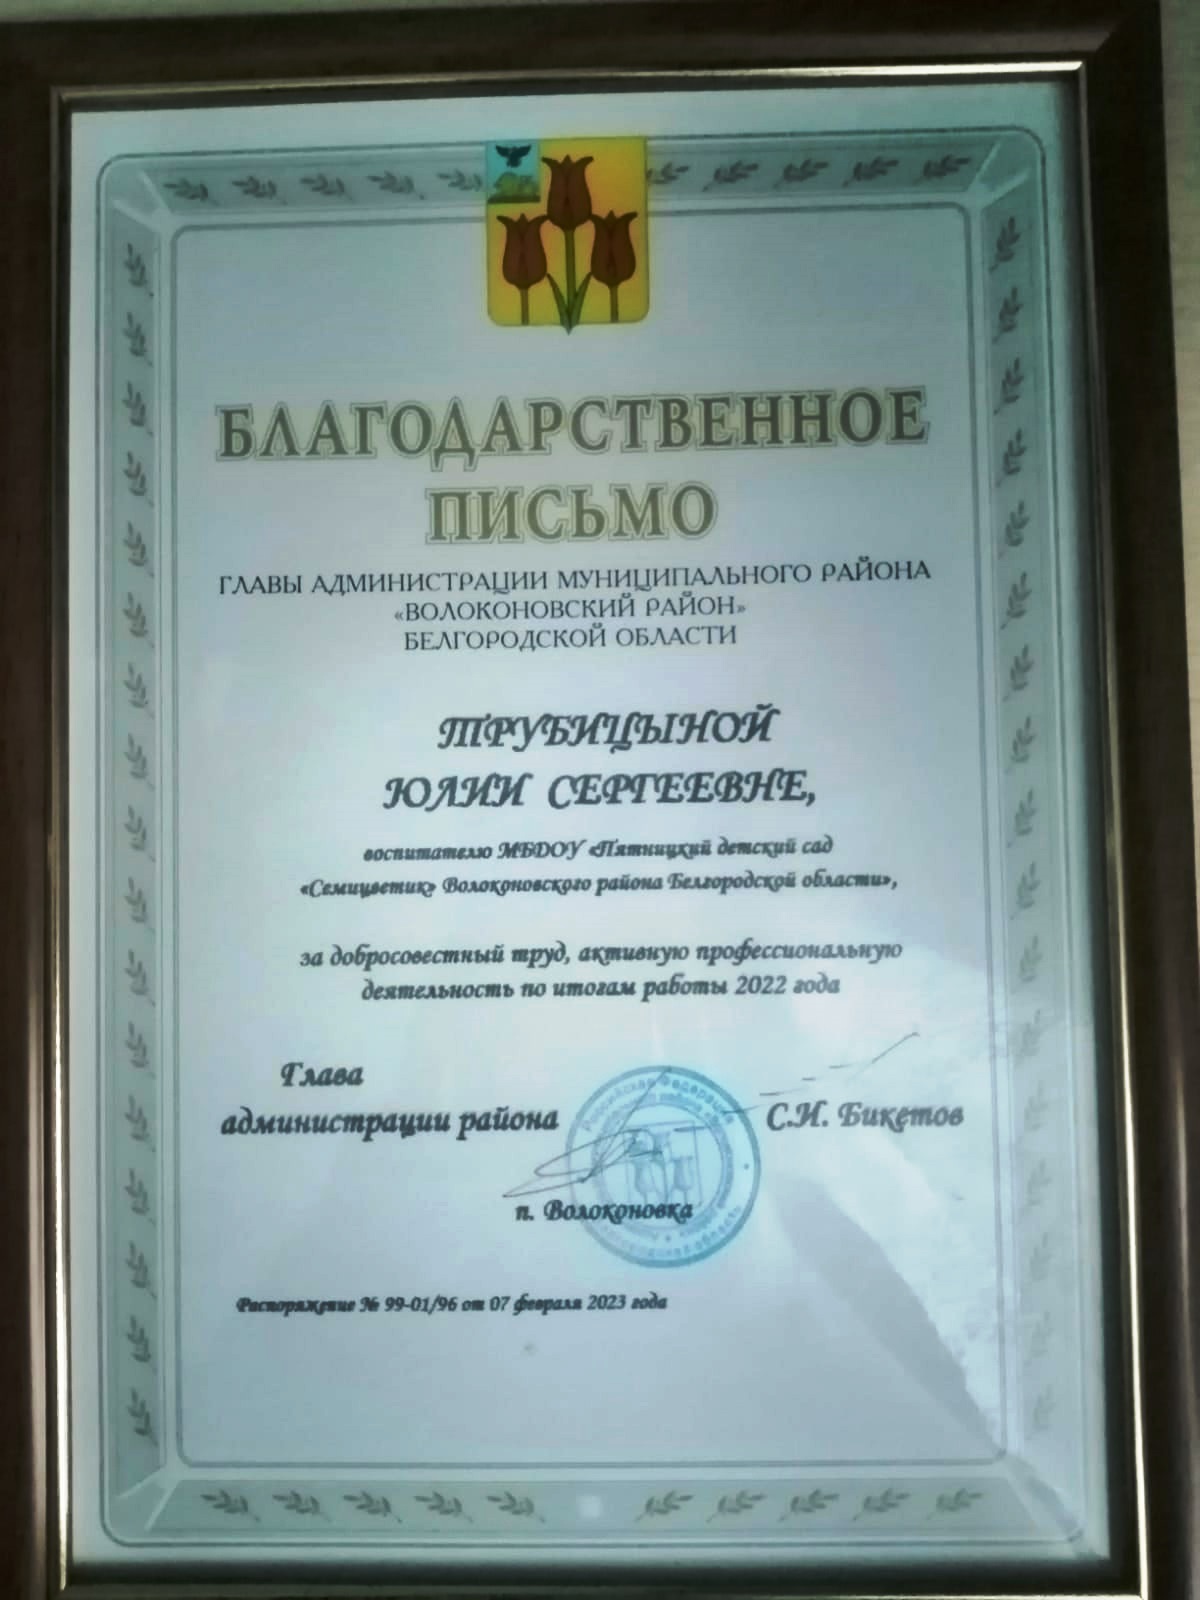 БЛАГОДАРСТВЕННОЕ
ПИСЬМО
ГЛАВЫ АДМИНИСТРАЦИИ МУНИЦИПАЛЬНОГО РАЙОНА
«ВОЛОКОНОВСКИЙ РАЙОН»
БЕЛГОРОДСКОЙ ОБЛАСТИ
ТРУБИЦЫНОЙ
ЮЛИИ СЕРГЕЕВНЕ,
воспитателю МБДОУ «Пятницкий детский сад
«Семицветик» Волоконовского района Белгородской области»,
за добросовестный труд, активную профессиональную
деятельность по итогам работы 2022 года
Глава
администрации района
С.И. Бикетов
Российская Федерация
п. Волоконовка
Распоряжение № 99-01/96 от 07 февраля 2023 года